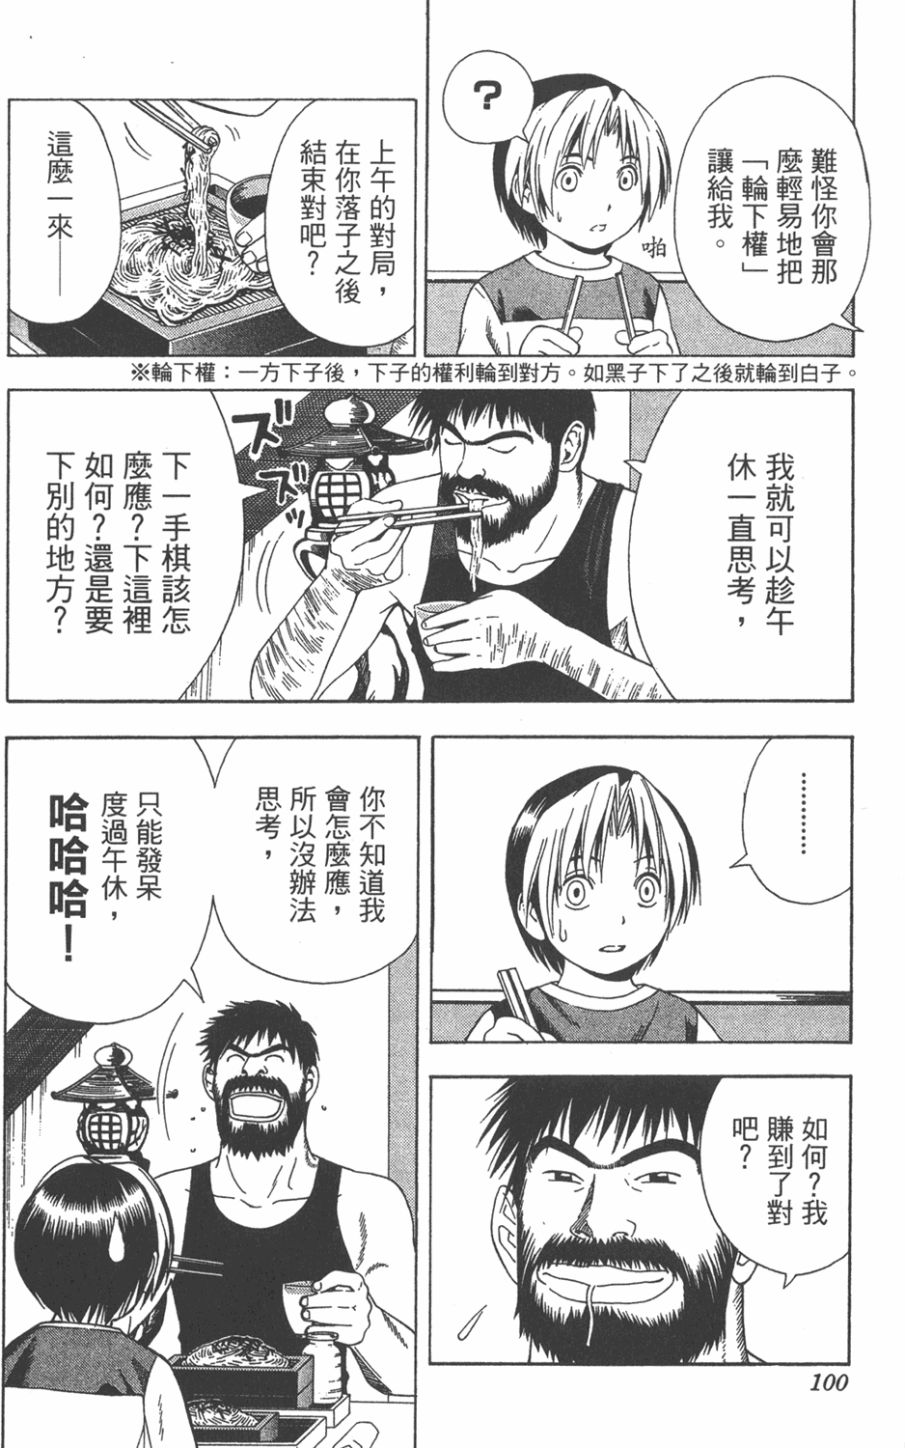 難怪你會那
麼輕易地把
「輪下權」
讓給我。
?
啪
上午的對局，
在你落子之後
結束對吧？
這麼一來——
※輪下權：一方下子後，下子的權利輪到對方。如黑子下了之後就輪到白子。
我就可以趁午
休一直思考，
ズズ
ズズ
下一手棋該怎
麼應？下這裡
如何？還是要
下別的地方？
…………
如何？我
賺到了對
吧？
你不知道我
會怎麼應，
所以沒辦法
思考，
只能發呆
度過午休，
哈哈哈！
100